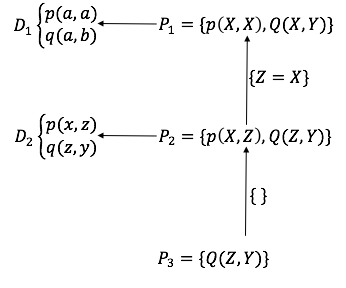 D₁ {p(a, a) P₁ = {p(X, X), Q(X, Y)}
q(a, b)
{Z = X}
D₂ {p(x, z) P₂ = {p(X, Z), Q(Z, Y)}
q(z, y)
{ }
P₃ = {Q(Z, Y)}